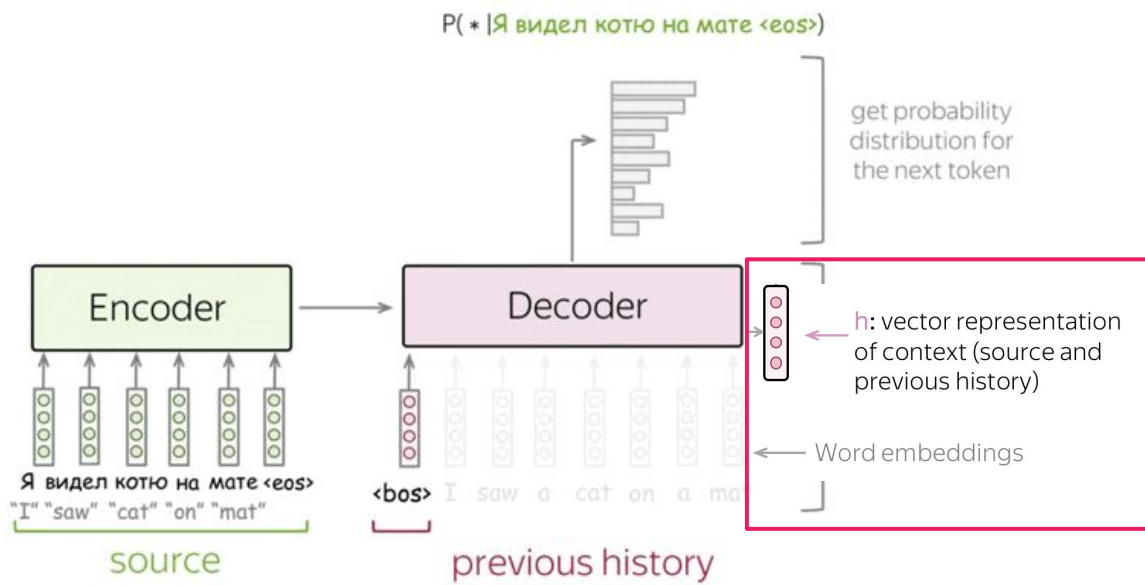 P( * |Я видел котю на мате <eos>)
get probability
distribution for
the next token
Encoder
Decoder
h: vector representation
of context (source and
previous history)
Word embeddings
Я видел котю на мате <eos>
"I" "saw" "cat" "on" "mat"
<bos> I saw a cat on a mat
source
previous history